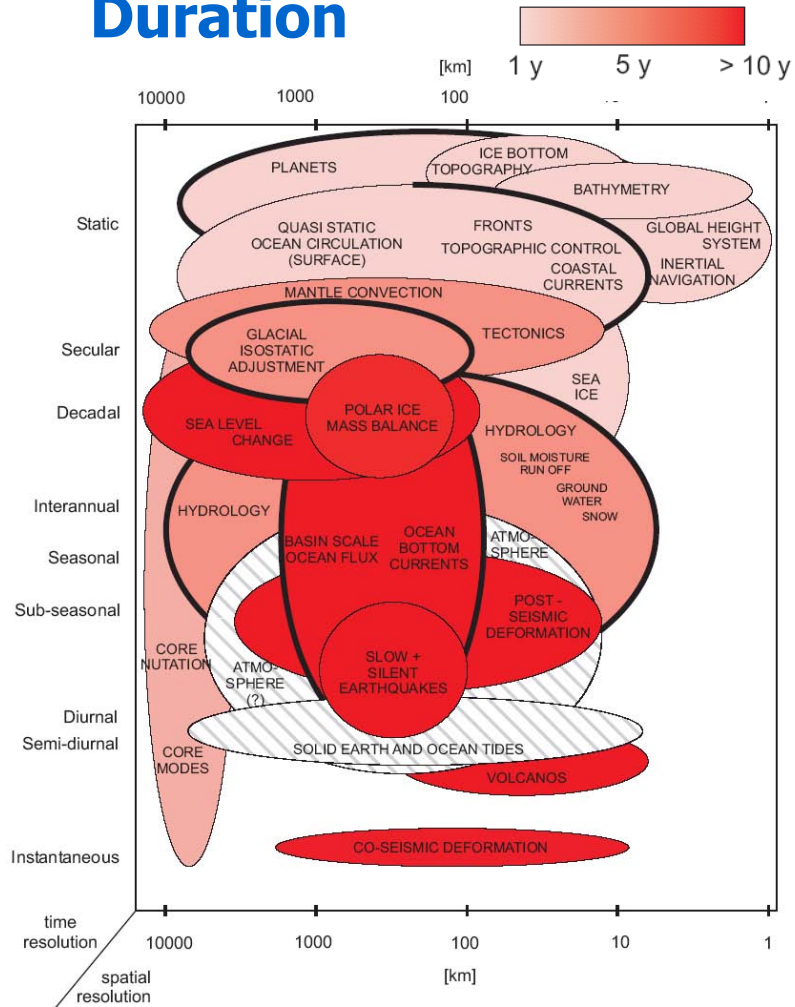 Duration
1 y 5 y > 10 y
[km]
10000 1000 100
PLANETS
ICE BOTTOM
TOPOGRAPHY
BATHYMETRY
Static
QUASI STATIC
OCEAN CIRCULATION
(SURFACE)
FRONTS
TOPOGRAPHIC CONTROL
COASTAL
CURRENTS
GLOBAL HEIGHT
SYSTEM
INERTIAL
NAVIGATION
MANTLE CONVECTION
Secular
GLACIAL
ISOSTATIC
ADJUSTMENT
TECTONICS
SEA
ICE
Decadal
SEA LEVEL
CHANGE
POLAR ICE
MASS BALANCE
HYDROLOGY
SOIL MOISTURE
RUN OFF
GROUND
WATER
SNOW
Interannual
HYDROLOGY
Seasonal
BASIN SCALE
OCEAN FLUX
OCEAN
BOTTOM
CURRENTS
ATMO-
SPHERE
Sub-seasonal
POST -
SEISMIC
DEFORMATION
CORE
NUTATION
ATMO-
SPHERE
(?)
SLOW +
SILENT
EARTHQUAKES
Diurnal
Semi-diurnal
CORE
MODES
SOLID EARTH AND OCEAN TIDES
VOLCANOS
Instantaneous
CO-SEISMIC DEFORMATION
time
resolution
10000 1000 100 10 1
spatial
resolution
[km]